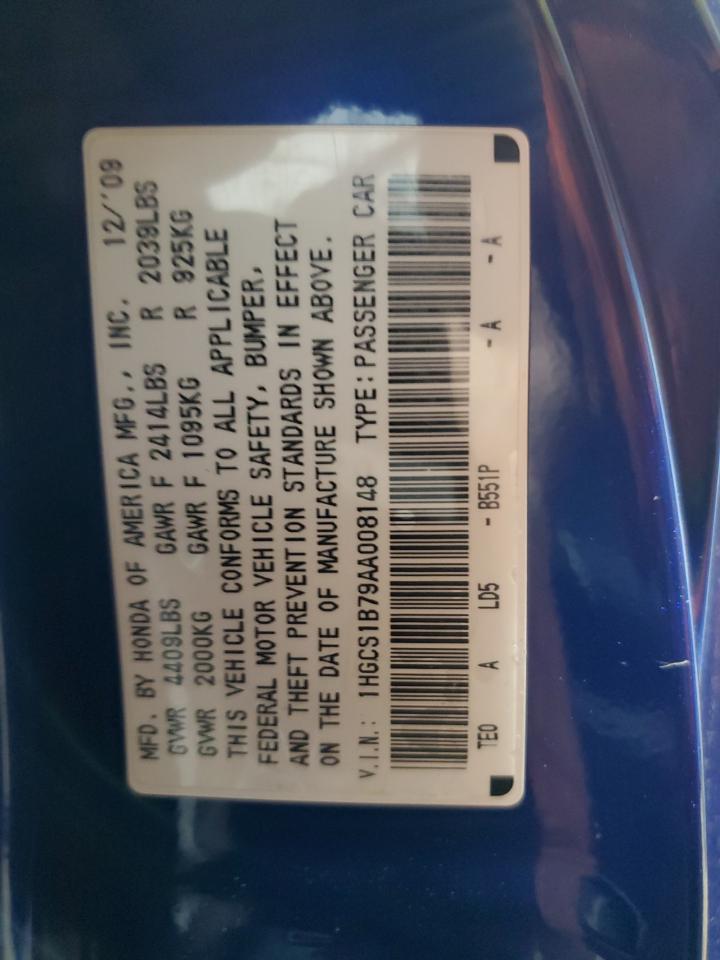 MFD. BY HONDA OF AMERICA MFG., INC. 12/'09
GVWR 4409LBS GAWR F 2414LBS R 2039LBS
GVWR 2000KG GAWR F 1095KG R 925KG
THIS VEHICLE CONFORMS TO ALL APPLICABLE
FEDERAL MOTOR VEHICLE SAFETY, BUMPER,
AND THEFT PREVENTION STANDARDS IN EFFECT
ON THE DATE OF MANUFACTURE SHOWN ABOVE.
V.I.N.: 1HGCS1B79AA008148 TYPE:PASSENGER CAR
TE0 A LD5 - B551P - A - A